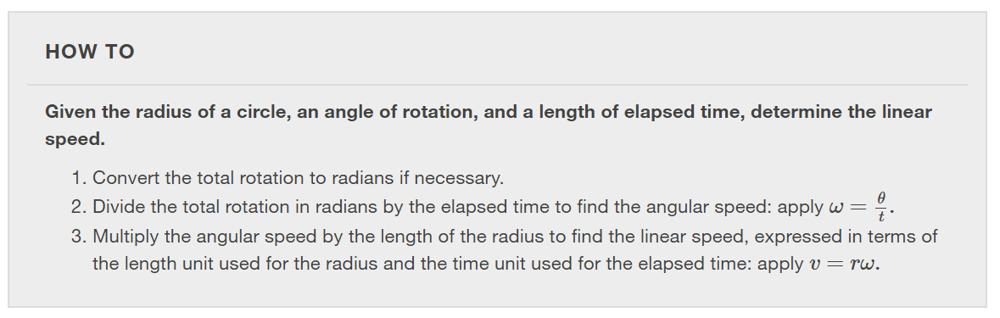 HOW TO
Given the radius of a circle, an angle of rotation, and a length of elapsed time, determine the linear
speed.
1. Convert the total rotation to radians if necessary.
2. Divide the total rotation in radians by the elapsed time to find the angular speed: apply ω = θ/t.
3. Multiply the angular speed by the length of the radius to find the linear speed, expressed in terms of
the length unit used for the radius and the time unit used for the elapsed time: apply v = rω.